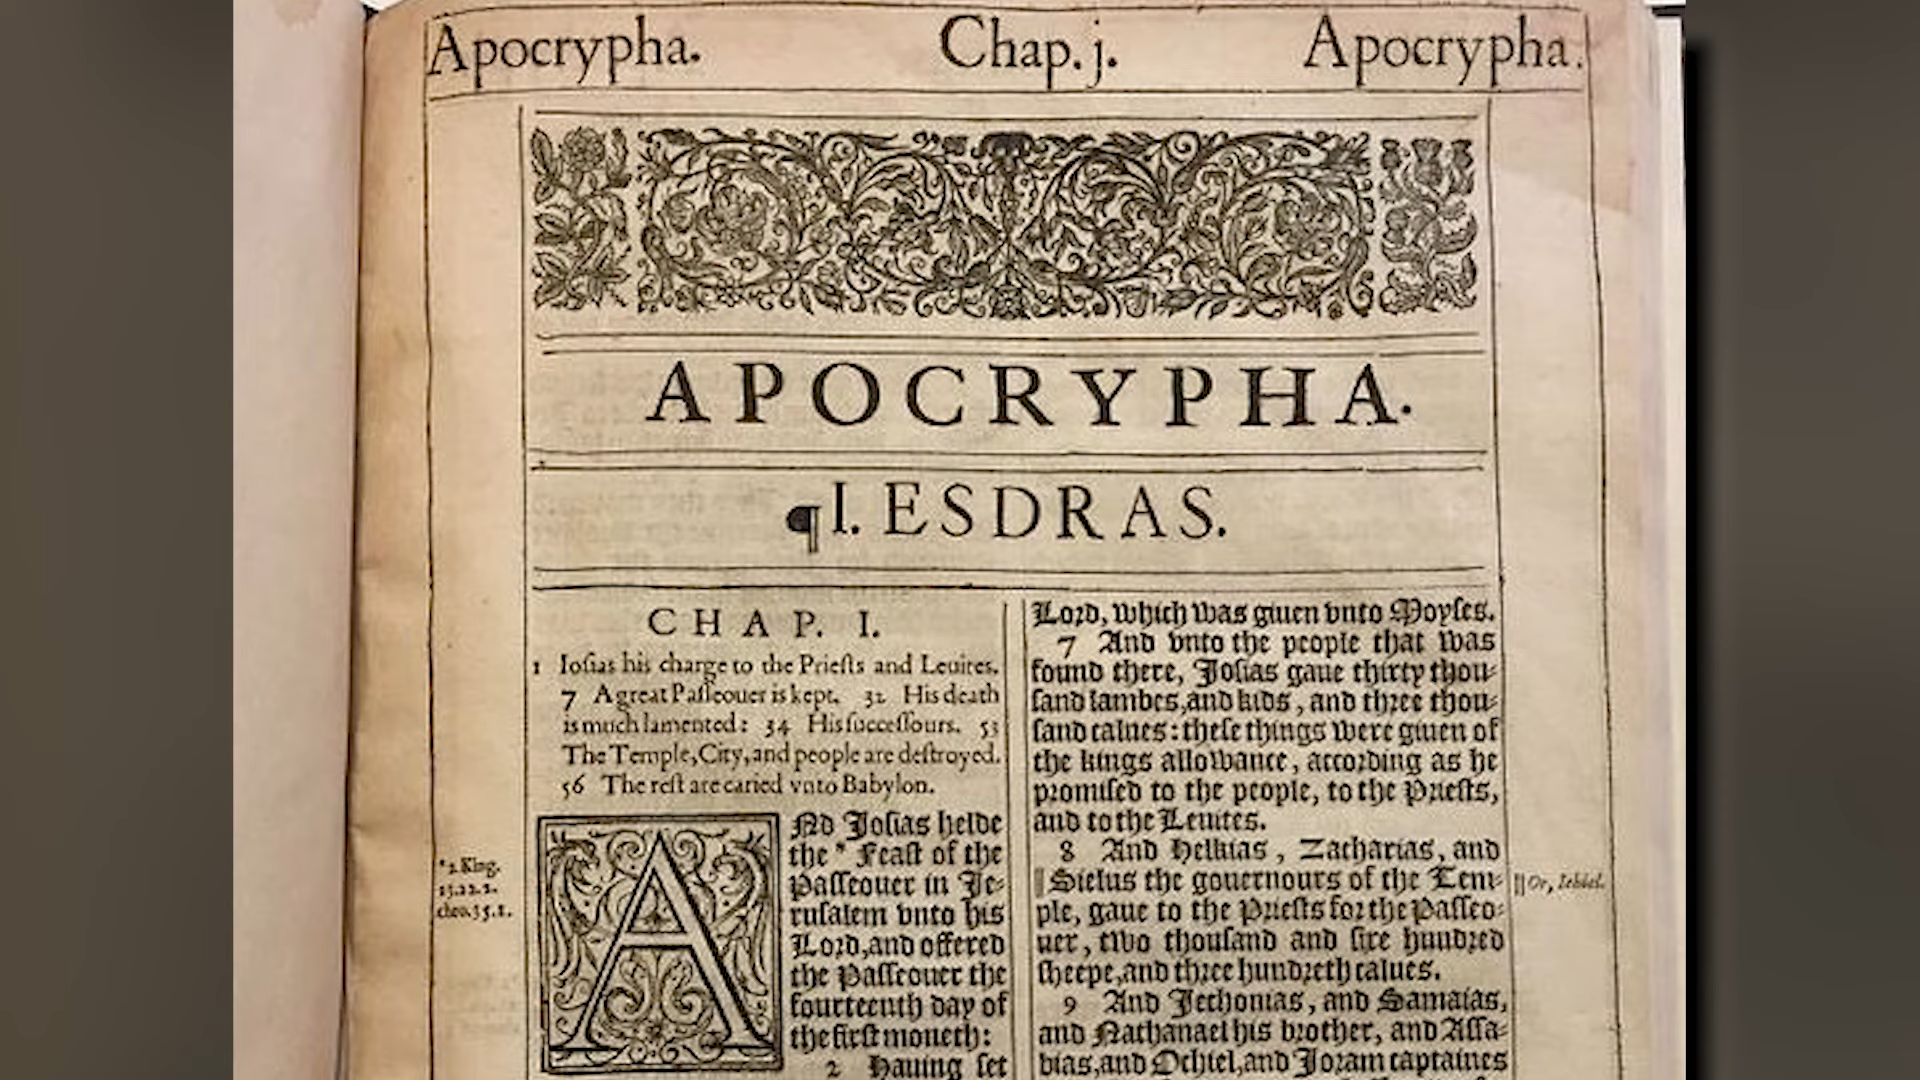 Apocrypha. Chap. j. Apocrypha.
APOCRYPHA.
¶I. ESDRAS.
CHAP. I.
1 Iosias his charge to the Priests and Leuites.
7 A great Passeouer is kept. 32 His death
is much lamented: 34 His successours. 53
The Temple, City, and people are destroyed.
56 The rest are caried vnto Babylon.
ANd Josias helde
the * Feast of the
Passeouer in Je-
rusalem vnto his
Lord, and offered
the Passeouer the
fourteenth day of
the first moneth:
2 Hauing set
*2. King.
23.22. 2.
chro. 35. 1.
Lord, which was giuen vnto Moyses.
7 And vnto the people that was
found there, Josias gaue thirty thou-
sand lambes, and kids, and three thou-
sand calues: these things were giuen of
the kings allowance, according as he
promised to the people, to the Priests,
and to the Leuites.
8 And Helkias, Zacharias, and
‖ Sielus the gouernours of the Tem-
ple, gaue to the Priests for the Passeo-
uer, two thousand and sixe hundred
sheepe, and three hundreth calues.
9 And Jechonias, and Samaias,
and Nathanael his brother, and Assa-
bias, and Ochiel, and Joram captaines
‖ Or, Iehiel.